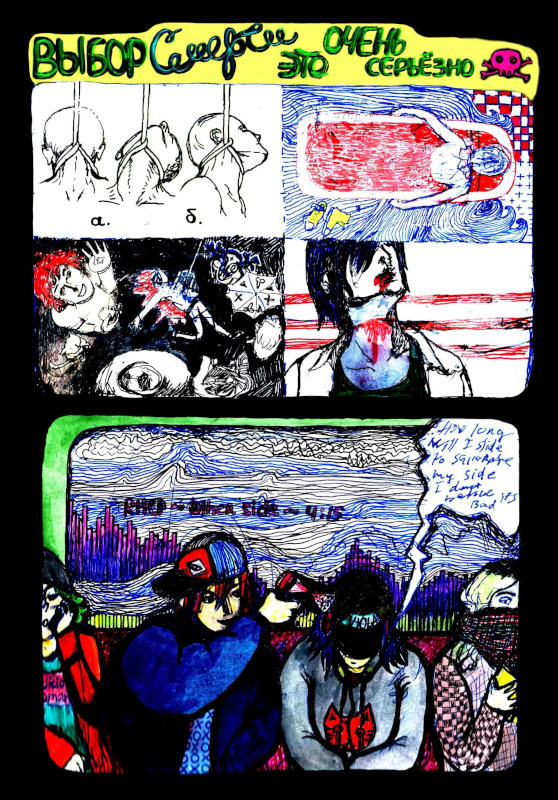 ВЫБОР Смерти ЭТО ОЧЕНЬ СЕРЬЁЗНО
а. б.
RHCP ~ Other side ~ 4:15
How long
will I slide
to separate
my side
I don't
believe it's
Bad